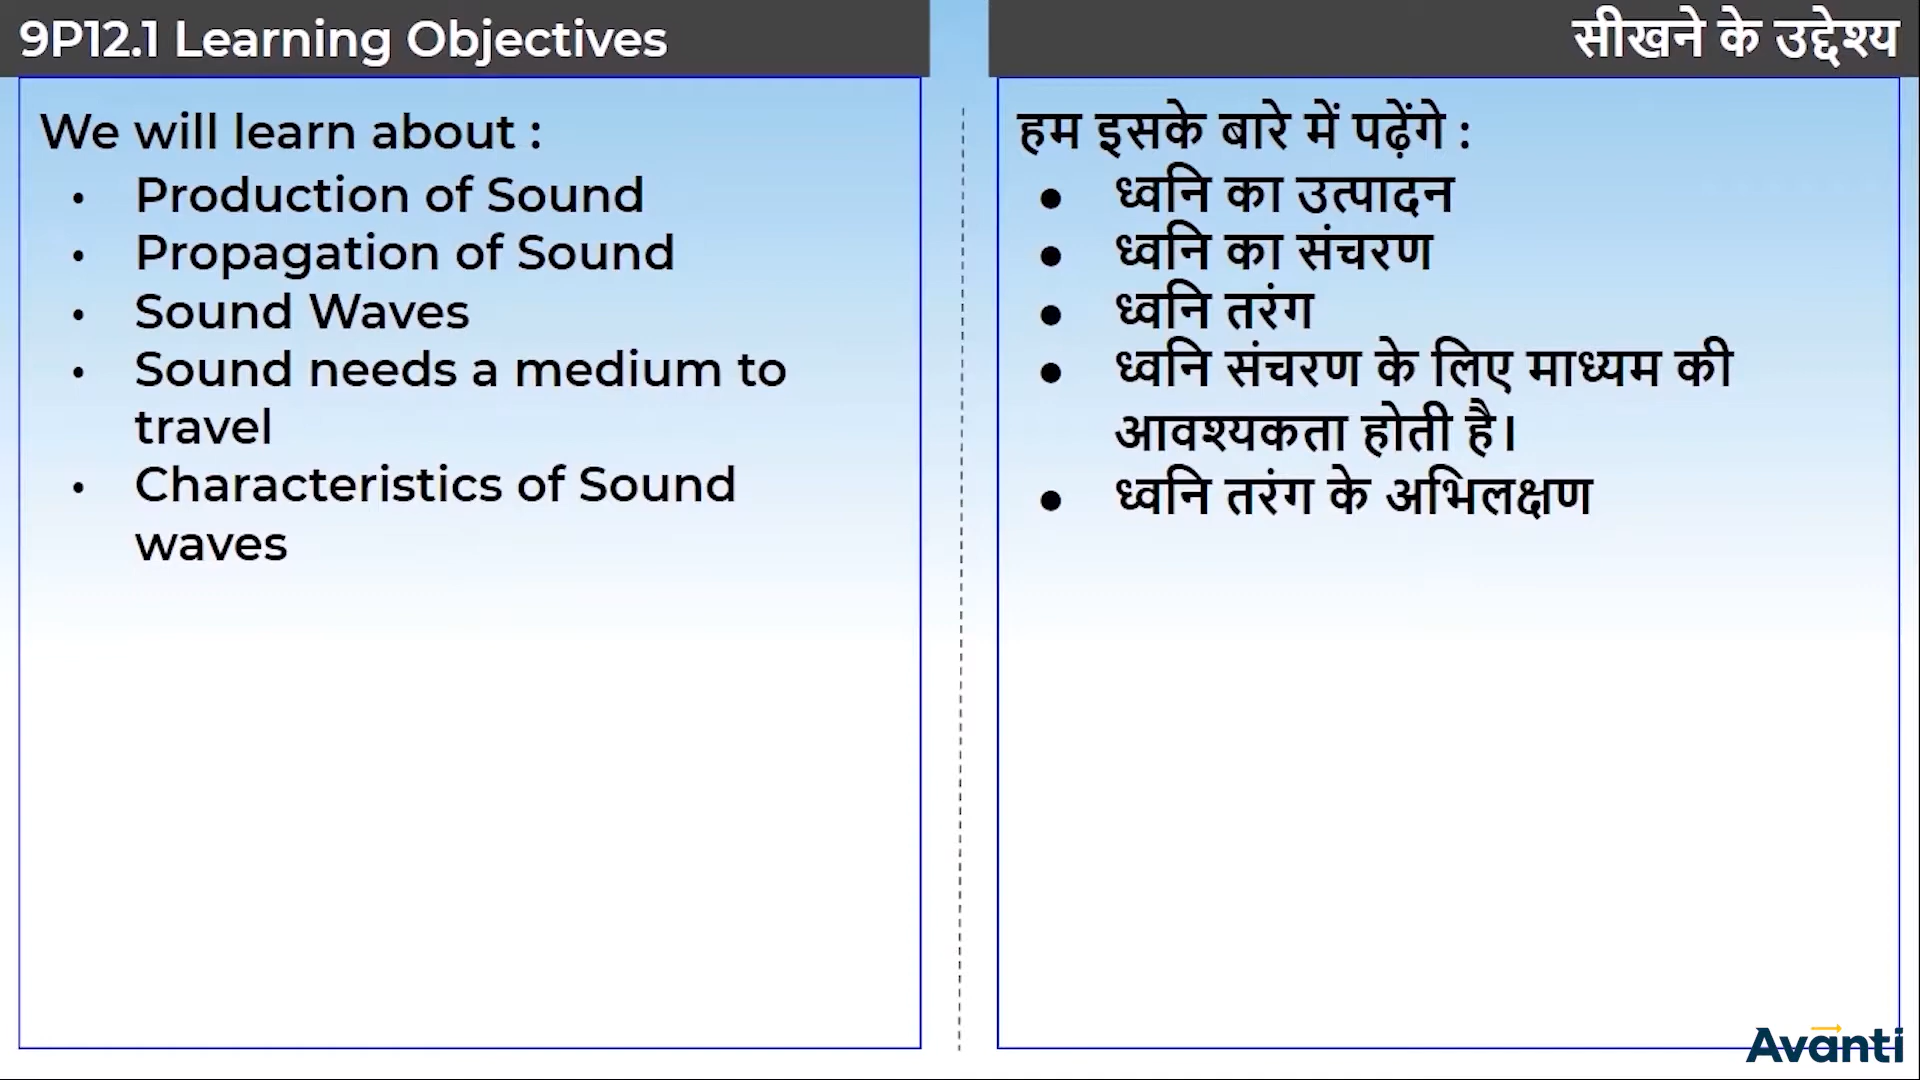 9P12.1 Learning Objectives
We will learn about :
• Production of Sound
• Propagation of Sound
• Sound Waves
• Sound needs a medium to
travel
• Characteristics of Sound
waves
सीखने के उद्देश्य
हम इसके बारे में पढ़ेंगे :
● ध्वनि का उत्पादन
● ध्वनि का संचरण
● ध्वनि तरंग
● ध्वनि संचरण के लिए माध्यम की
आवश्यकता होती है।
● ध्वनि तरंग के अभिलक्षण
Avanti